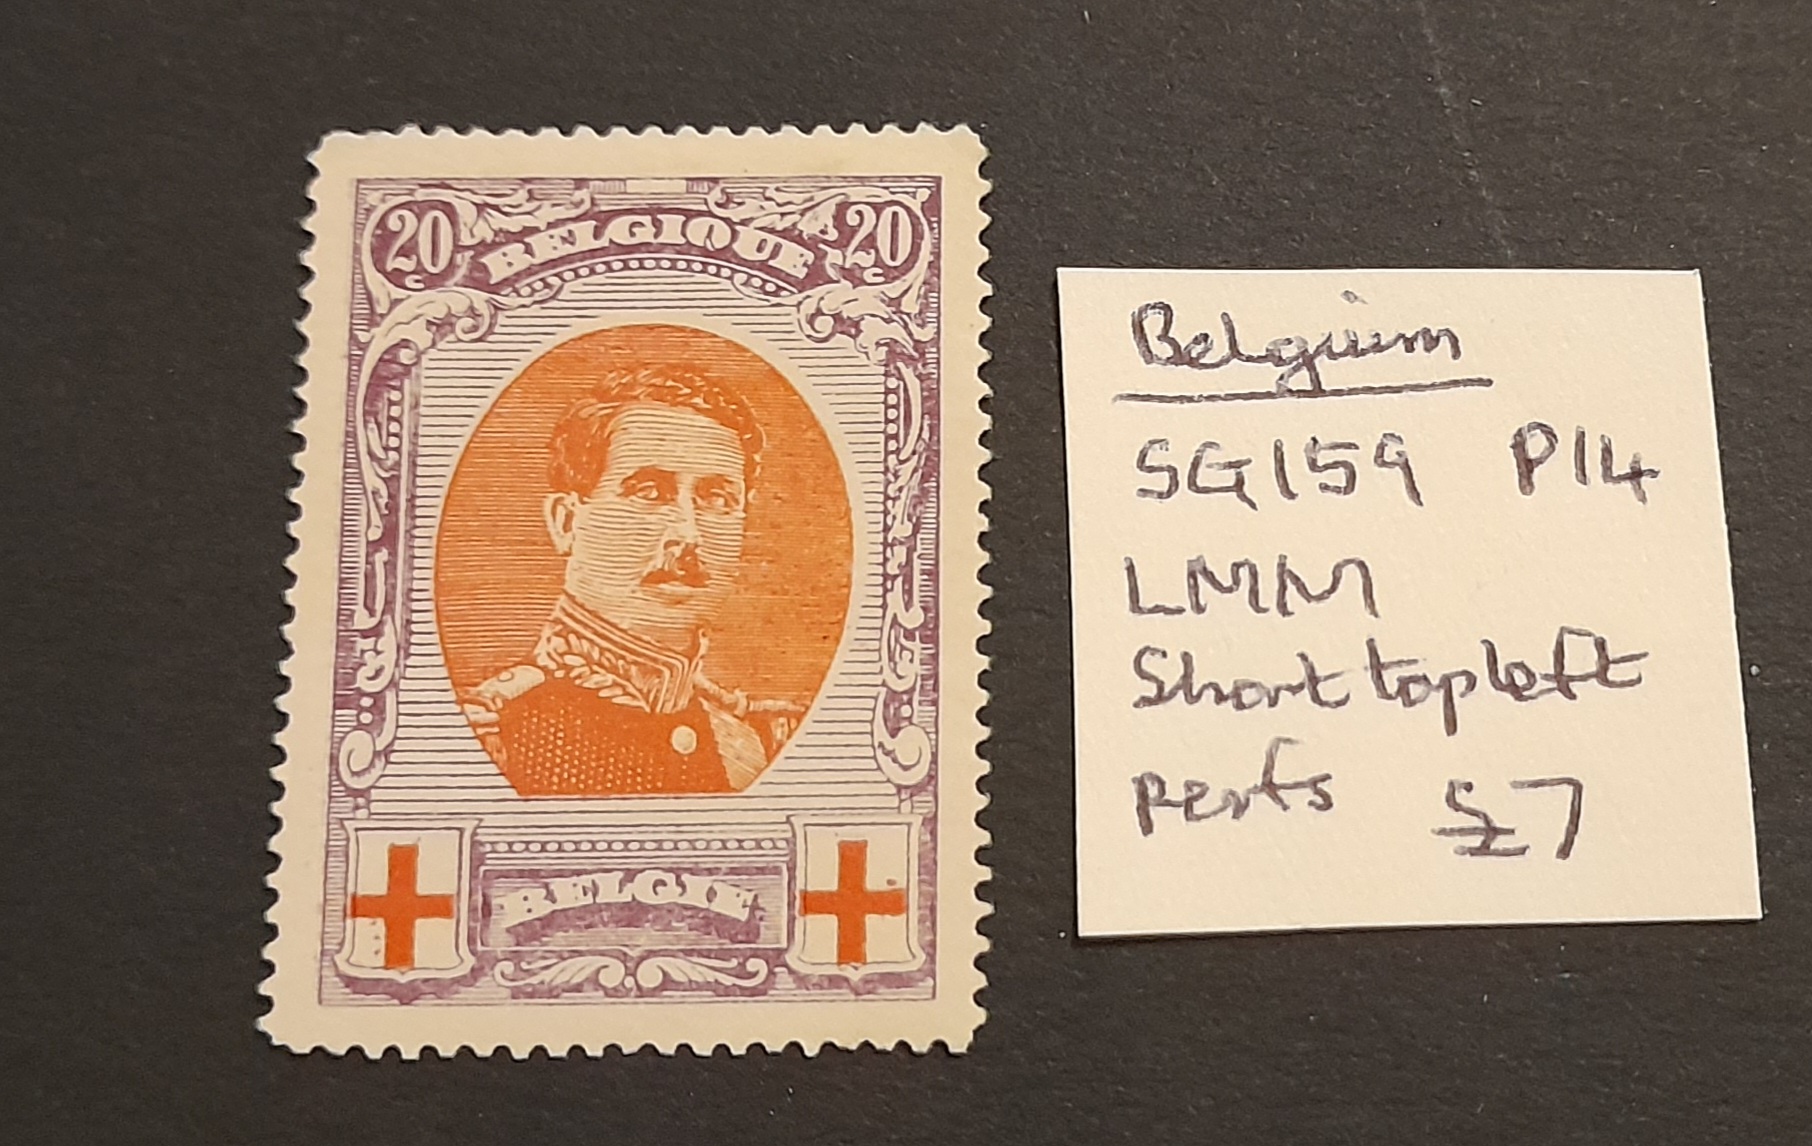 20 c BELGIQUE 20 c
BELGIE
Belgium
SG159 P14
LMM
Short top left
perfs £7